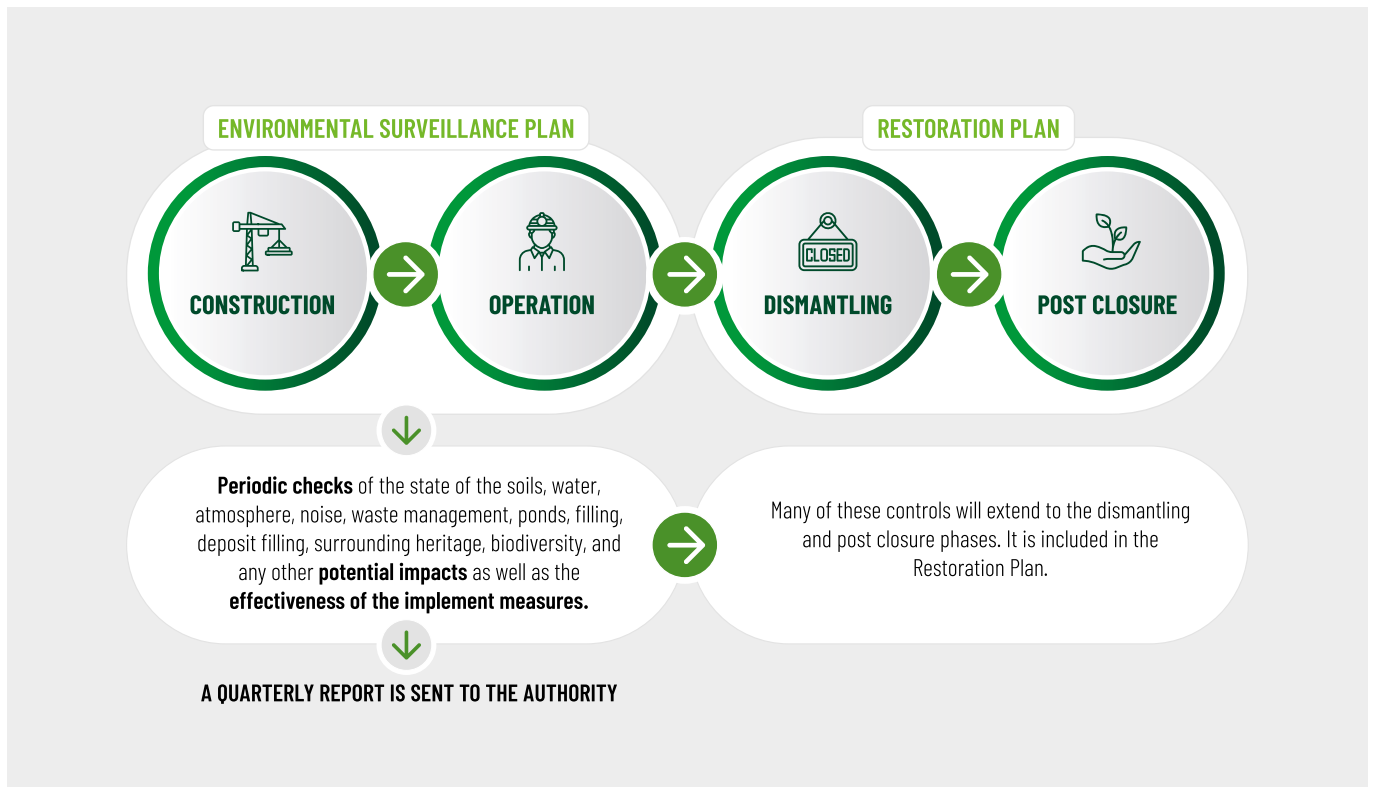 ENVIRONMENTAL SURVEILLANCE PLAN
RESTORATION PLAN
CONSTRUCTION
OPERATION
CLOSED
DISMANTLING
POST CLOSURE
Periodic checks of the state of the soils, water,
atmosphere, noise, waste management, ponds, filling,
deposit filling, surrounding heritage, biodiversity, and
any other potential impacts as well as the
effectiveness of the implement measures.
Many of these controls will extend to the dismantling
and post closure phases. It is included in the
Restoration Plan.
A QUARTERLY REPORT IS SENT TO THE AUTHORITY